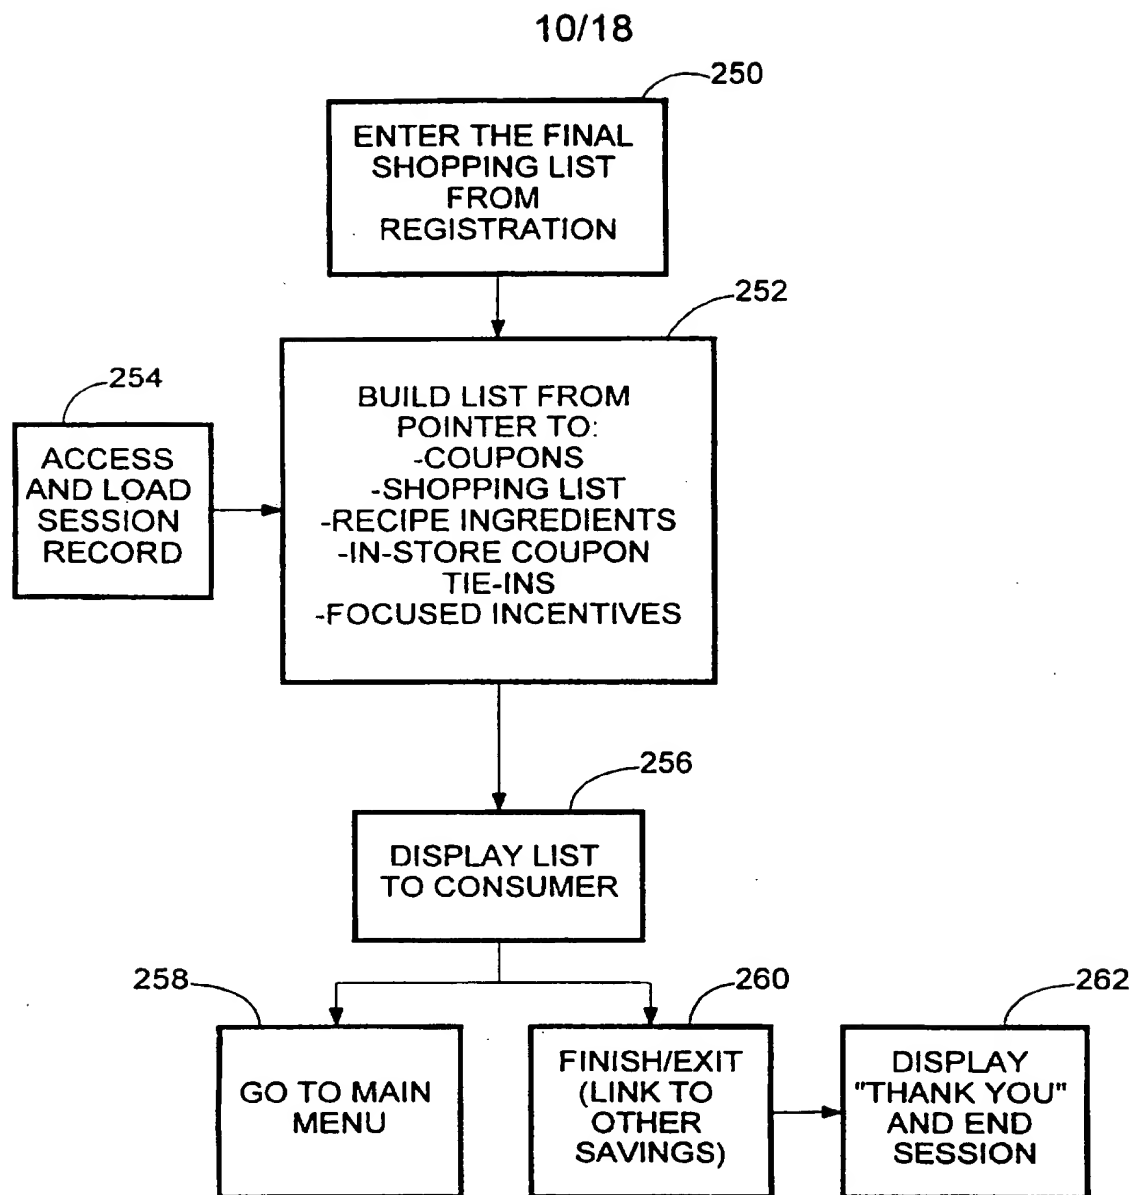 10/18
250
ENTER THE FINAL
SHOPPING LIST
FROM
REGISTRATION
252
BUILD LIST FROM
POINTER TO:
-COUPONS
-SHOPPING LIST
-RECIPE INGREDIENTS
-IN-STORE COUPON
TIE-INS
-FOCUSED INCENTIVES
254
ACCESS
AND LOAD
SESSION
RECORD
256
DISPLAY LIST
TO CONSUMER
258
GO TO MAIN
MENU
260
FINISH/EXIT
(LINK TO
OTHER
SAVINGS)
262
DISPLAY
"THANK YOU"
AND END
SESSION